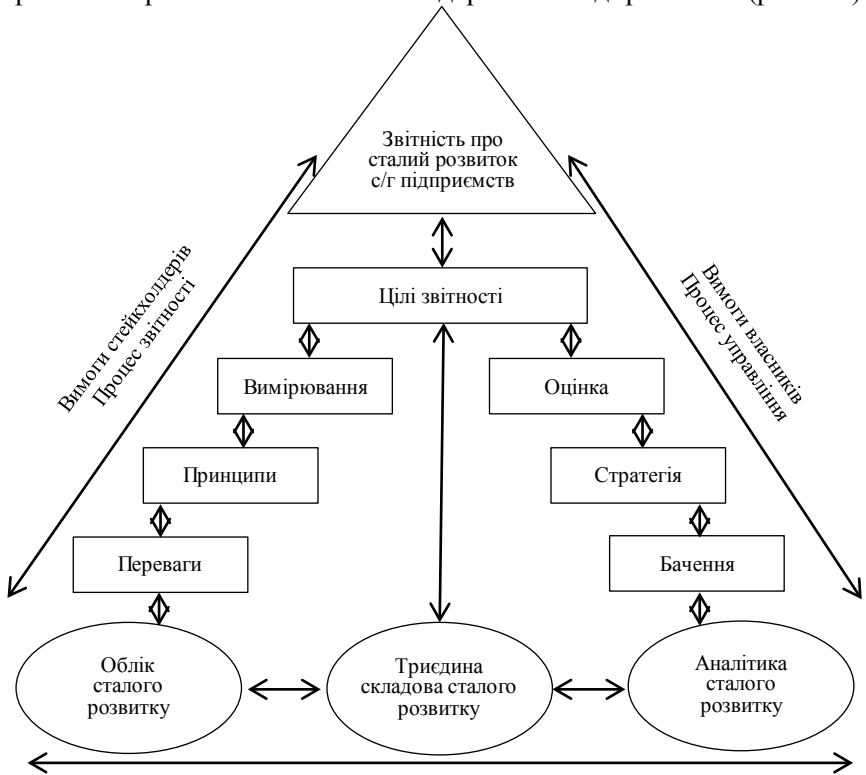 Звітність про
сталий розвиток
с/г підприємств
Вимоги стейкхолдерів
Процес звітності
Вимоги власників
Процес управління
Цілі звітності
Вимірювання
Оцінка
Принципи
Стратегія
Переваги
Бачення
Облік
сталого
розвитку
Триєдина
складова сталого
розвитку
Аналітика
сталого
розвитку